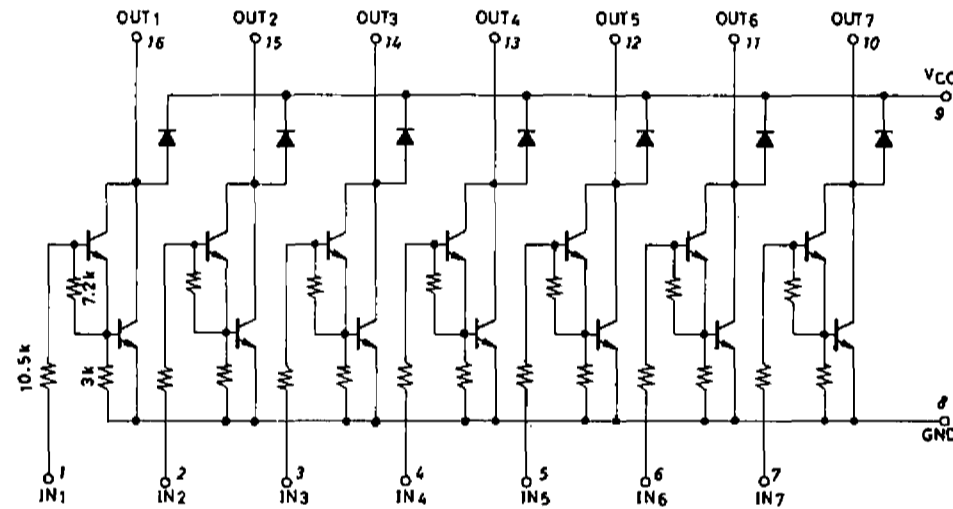 OUT1 OUT2 OUT3 OUT4 OUT5 OUT6 OUT7
16 15 14 13 12 11 10
VCC
9
7.2k
10.5k
3k
8
GND
1 2 3 4 5 6 7
IN1 IN2 IN3 IN4 IN5 IN6 IN7